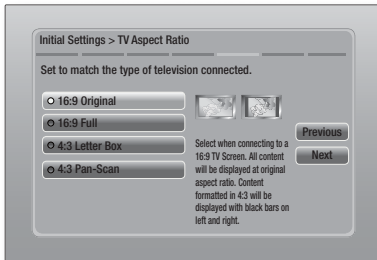 Initial Settings > TV Aspect Ratio
Set to match the type of television connected.
16:9 Original
16:9 Full
4:3 Letter Box
4:3 Pan-Scan
Select when connecting to a
16:9 TV Screen. All content
will be displayed at original
aspect ratio. Content
formatted in 4:3 will be
displayed with black bars on
left and right.
Previous
Next